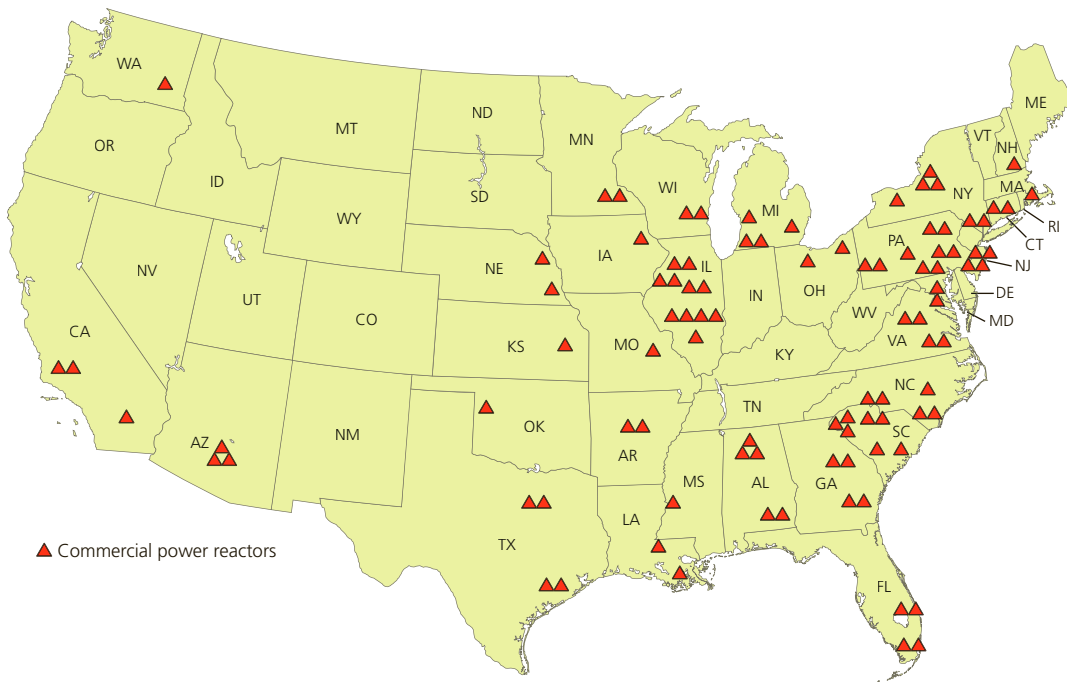 WA
MT
ND
MN
ME
VT
NH
OR
ID
SD
WI
NY
MA
MI
RI
WY
CT
PA
IA
NE
IL
NJ
NV
IN
OH
UT
DE
WV
CO
MD
CA
KS
MO
VA
KY
NC
TN
AZ
NM
OK
SC
AR
MS
AL
GA
LA
TX
Commercial power reactors
FL